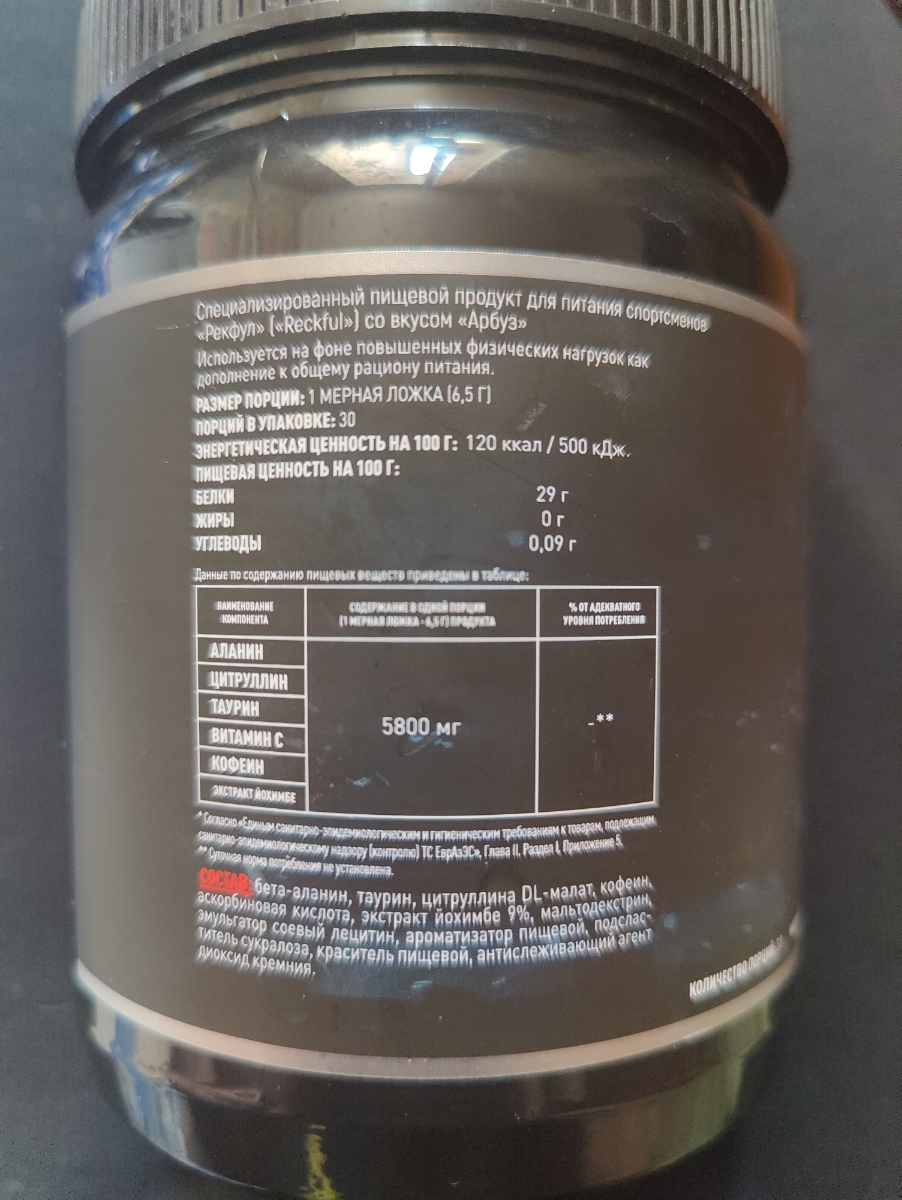 Специализированный пищевой продукт для питания спортсменов
«Рекфул» («Reckful») со вкусом «Арбуз»
Используется на фоне повышенных физических нагрузок как
дополнение к общему рациону питания.
РАЗМЕР ПОРЦИИ: 1 МЕРНАЯ ЛОЖКА (6,5 Г)
ПОРЦИЙ В УПАКОВКЕ: 30
ЭНЕРГЕТИЧЕСКАЯ ЦЕННОСТЬ НА 100 Г: 120 ккал / 500 кДж.
ПИЩЕВАЯ ЦЕННОСТЬ НА 100 Г:
БЕЛКИ 29 г
ЖИРЫ 0 г
УГЛЕВОДЫ 0,09 г
Данные по содержанию пищевых веществ приведены в таблице:
НАИМЕНОВАНИЕ КОМПОНЕНТА
СОДЕРЖАНИЕ В ОДНОЙ ПОРЦИИ
(1 МЕРНАЯ ЛОЖКА - 6,5 Г) ПРОДУКТА
% ОТ АДЕКВАТНОГО
УРОВНЯ ПОТРЕБЛЕНИЯ
АЛАНИН
ЦИТРУЛЛИН
ТАУРИН
ВИТАМИН С
КОФЕИН
ЭКСТРАКТ ЙОХИМБЕ
5800 мг
-**
* Согласно «Единым санитарно-эпидемиологическим и гигиеническим требованиям к товарам, подлежащим
санитарно-эпидемиологическому надзору (контролю) ТС ЕврАзЭС», Глава II, Раздел I, Приложение 5.
** Суточная норма потребления не установлена.
СОСТАВ: бета-аланин, таурин, цитруллина DL-малат, кофеин,
аскорбиновая кислота, экстракт йохимбе 9%, мальтодекстрин,
эмульгатор соевый лецитин, ароматизатор пищевой, подслас-
титель сукралоза, краситель пищевой, антислеживающий агент
диоксид кремния.
КОЛИЧЕСТВО